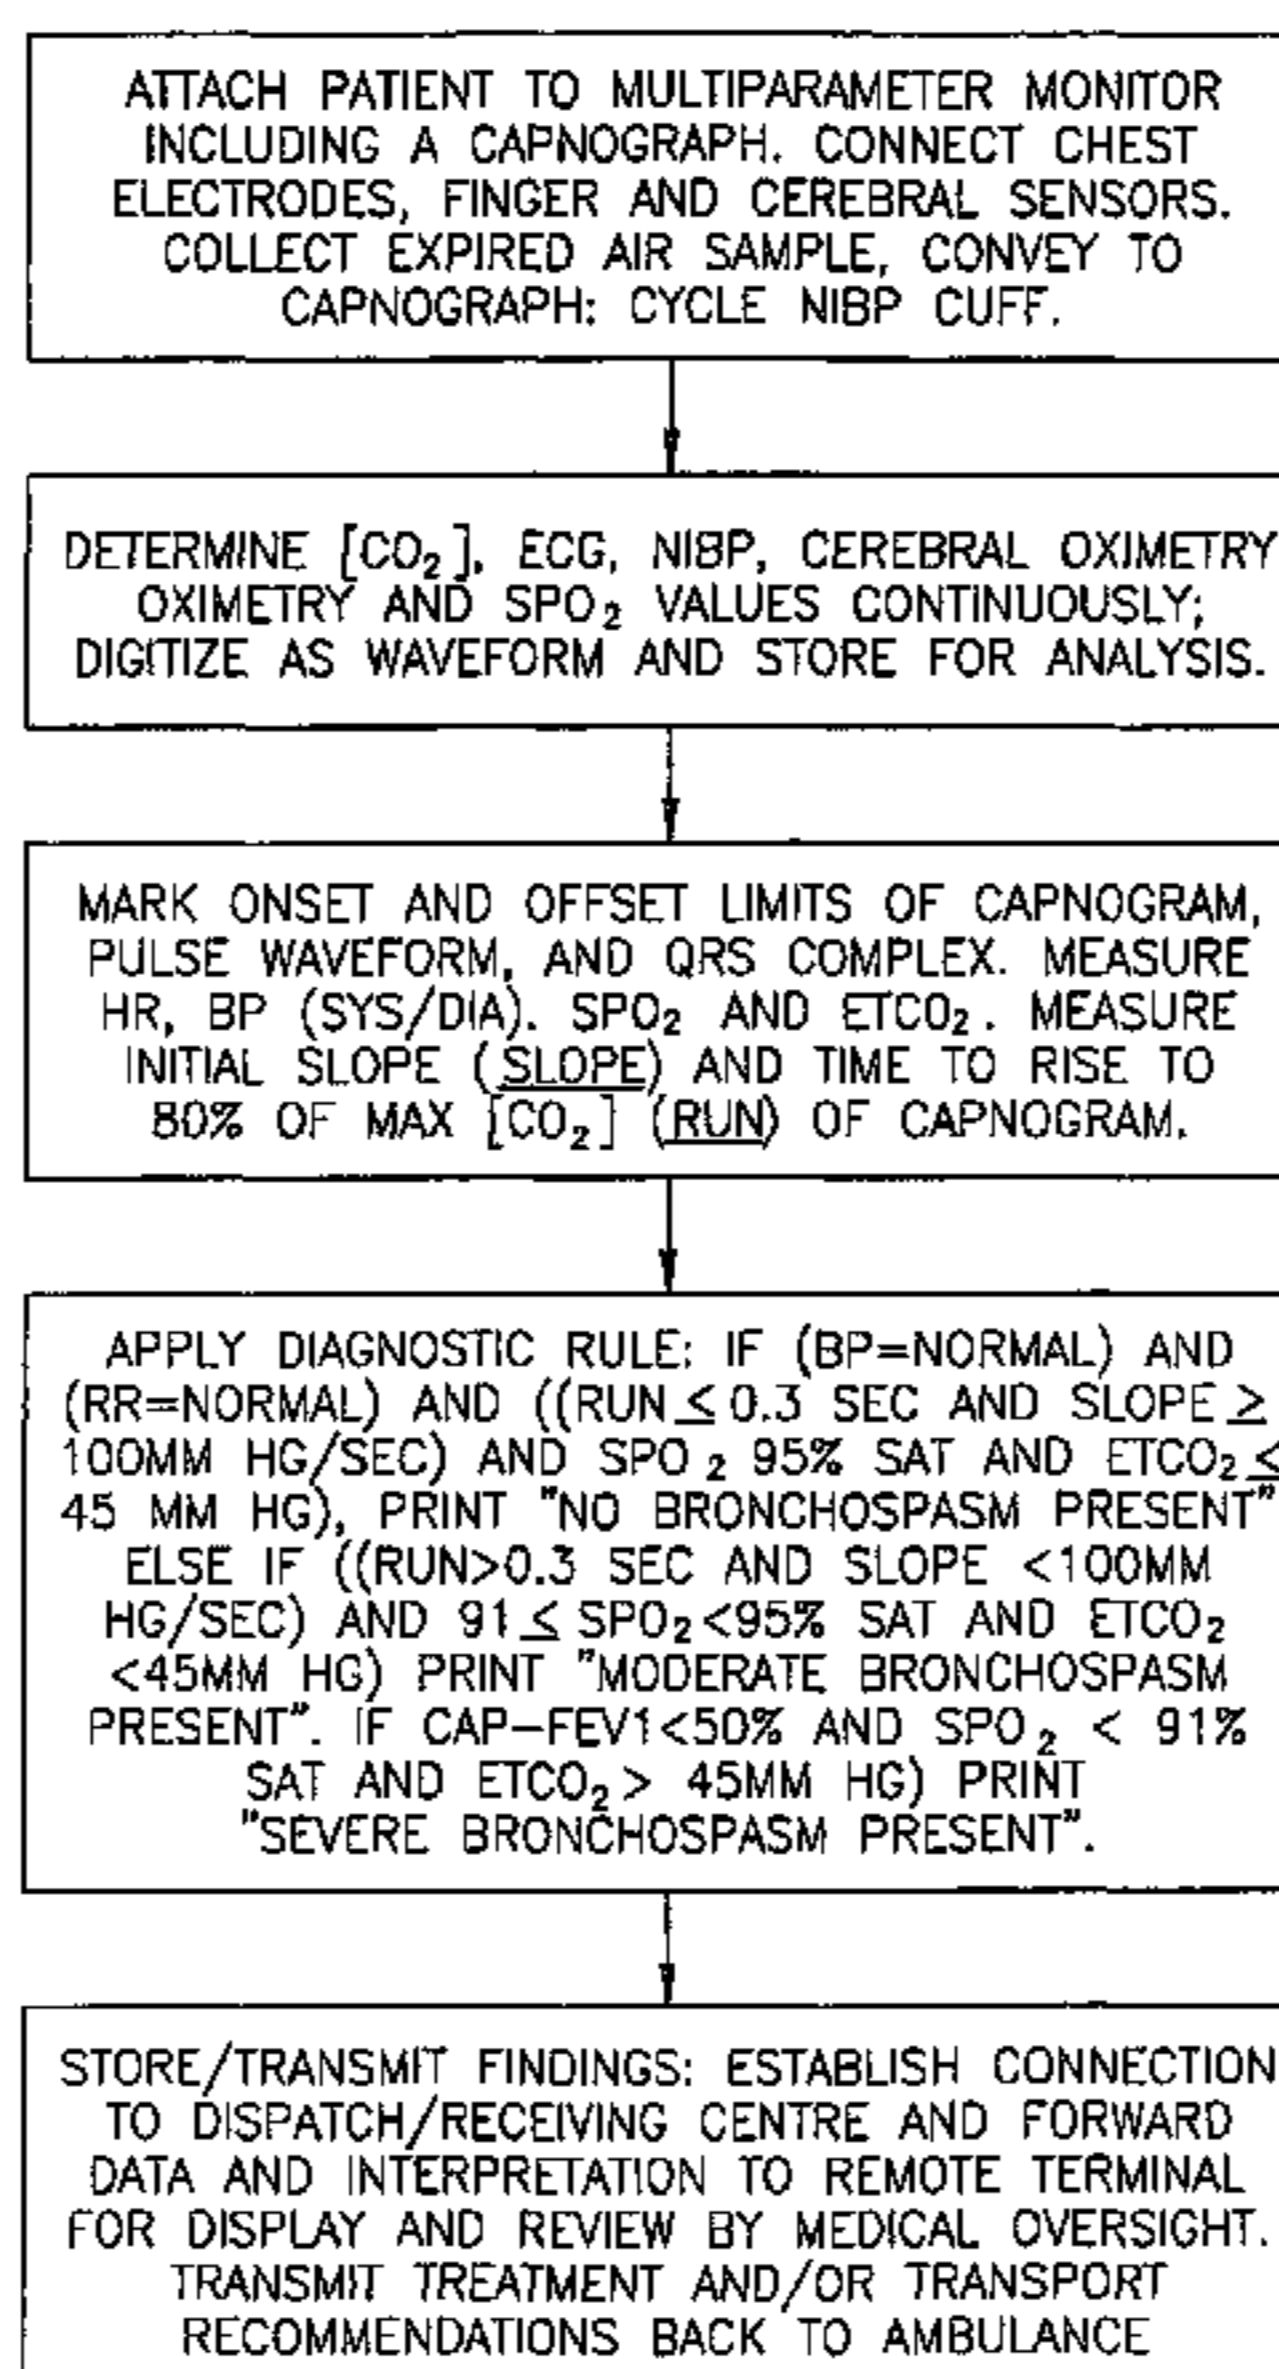 ATTACH PATIENT TO MULTIPARAMETER MONITOR
INCLUDING A CAPNOGRAPH. CONNECT CHEST
ELECTRODES, FINGER AND CEREBRAL SENSORS.
COLLECT EXPIRED AIR SAMPLE, CONVEY TO
CAPNOGRAPH: CYCLE NIBP CUFF.
DETERMINE [CO₂], ECG, NIBP, CEREBRAL OXIMETRY
OXIMETRY AND SPO₂ VALUES CONTINUOUSLY;
DIGITIZE AS WAVEFORM AND STORE FOR ANALYSIS.
MARK ONSET AND OFFSET LIMITS OF CAPNOGRAM,
PULSE WAVEFORM, AND QRS COMPLEX. MEASURE
HR, BP (SYS/DIA). SPO₂ AND ETCO₂. MEASURE
INITIAL SLOPE (SLOPE) AND TIME TO RISE TO
80% OF MAX [CO₂] (RUN) OF CAPNOGRAM.
APPLY DIAGNOSTIC RULE: IF (BP=NORMAL) AND
(RR=NORMAL) AND ((RUN ≤ 0.3 SEC AND SLOPE ≥
100MM HG/SEC) AND SPO₂ 95% SAT AND ETCO₂ ≤
45 MM HG), PRINT "NO BRONCHOSPASM PRESENT"
ELSE IF ((RUN>0.3 SEC AND SLOPE <100MM
HG/SEC) AND 91 ≤ SPO₂<95% SAT AND ETCO₂
<45MM HG) PRINT "MODERATE BRONCHOSPASM
PRESENT". IF CAP-FEV1<50% AND SPO₂ < 91%
SAT AND ETCO₂> 45MM HG) PRINT
"SEVERE BRONCHOSPASM PRESENT".
STORE/TRANSMIT FINDINGS: ESTABLISH CONNECTION
TO DISPATCH/RECEIVING CENTRE AND FORWARD
DATA AND INTERPRETATION TO REMOTE TERMINAL
FOR DISPLAY AND REVIEW BY MEDICAL OVERSIGHT.
TRANSMIT TREATMENT AND/OR TRANSPORT
RECOMMENDATIONS BACK TO AMBULANCE